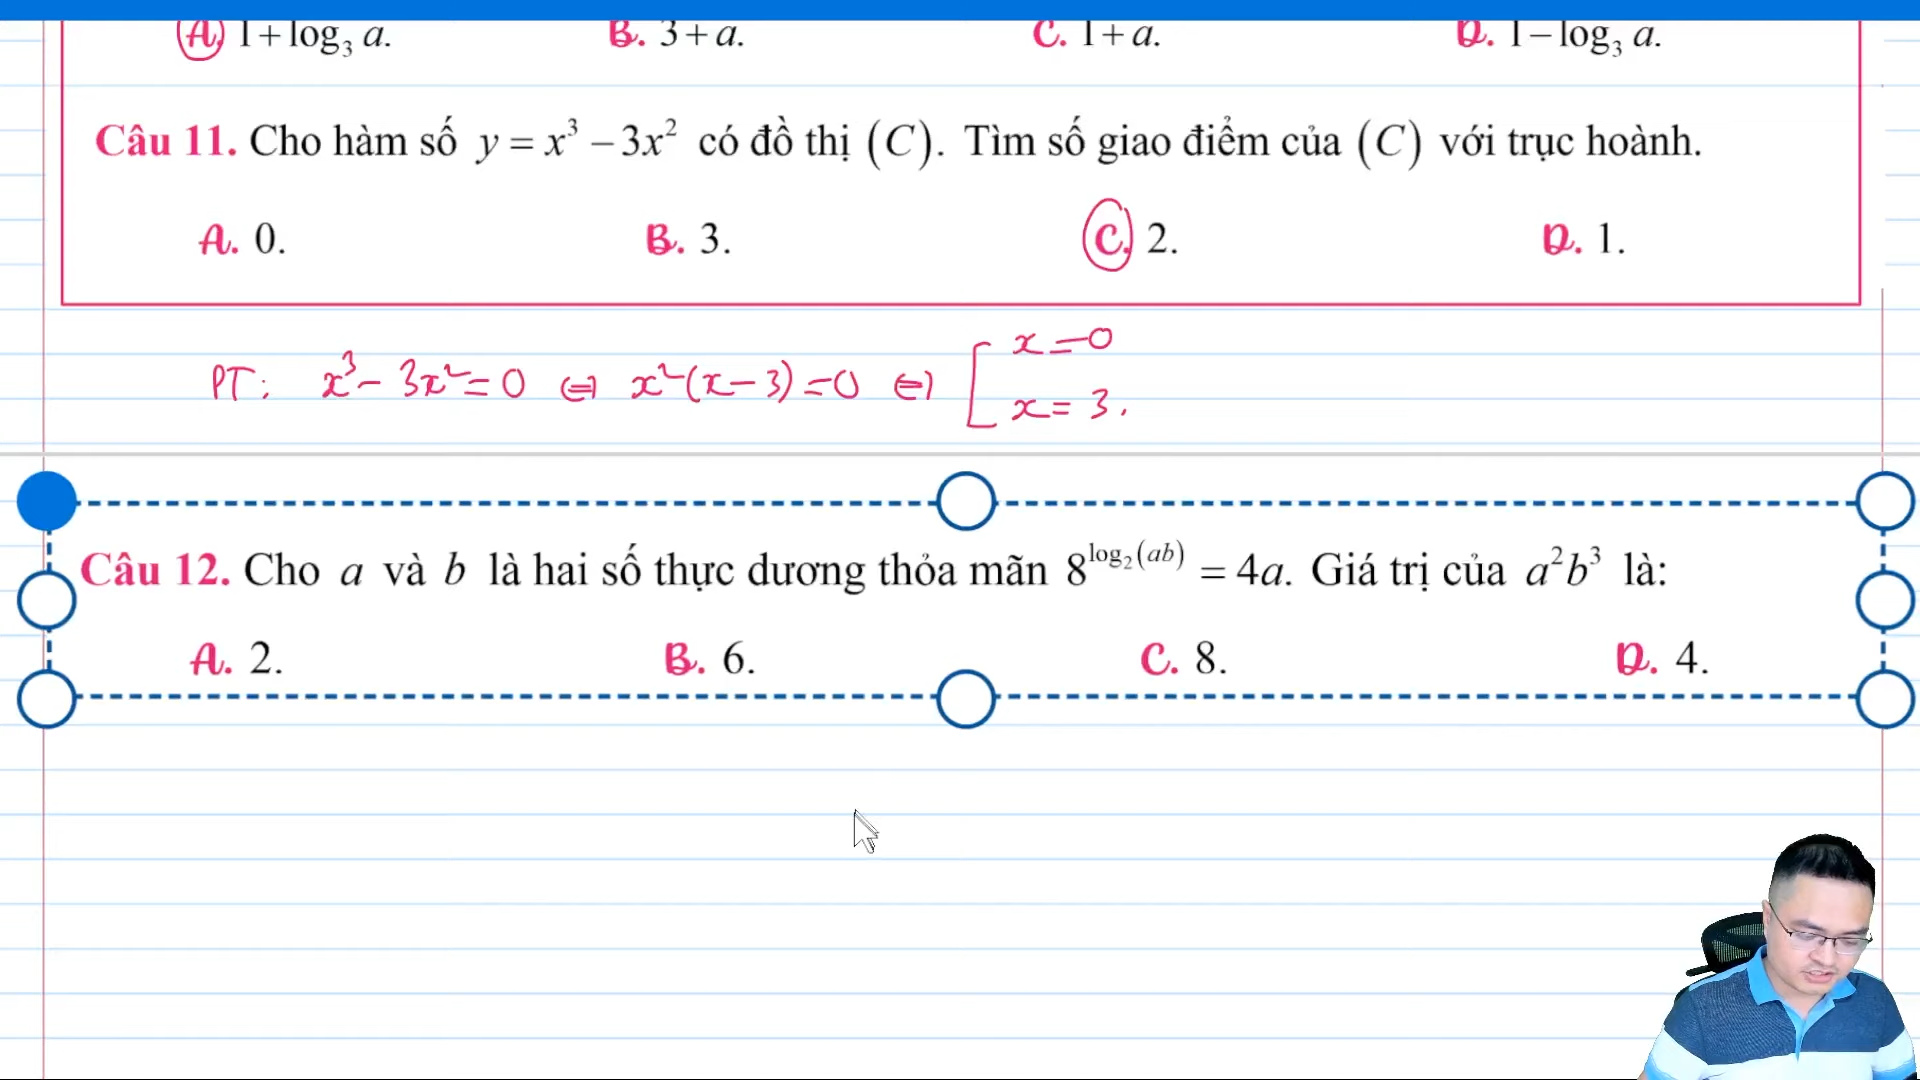 A. 1 + log₃ a. B. 3 + a. C. 1 + a. D. 1 − log₃ a.
Câu 11. Cho hàm số y = x³ − 3x² có đồ thị (C). Tìm số giao điểm của (C) với trục hoành.
A. 0. B. 3. C. 2. D. 1.
PT: x³ − 3x² = 0 ⇔ x²(x − 3) = 0 ⇔ [ x = 0
x = 3.
Câu 12. Cho a và b là hai số thực dương thỏa mãn 8^(log₂(ab)) = 4a. Giá trị của a²b³ là:
A. 2. B. 6. C. 8. D. 4.